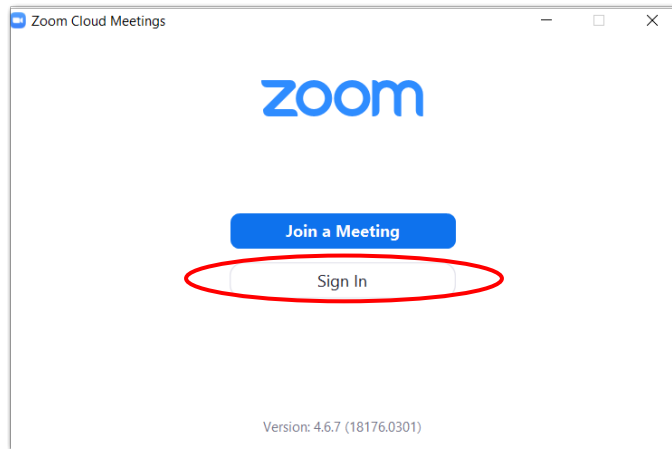 Zoom Cloud Meetings
zoom
Join a Meeting
Sign In
Version: 4.6.7 (18176.0301)